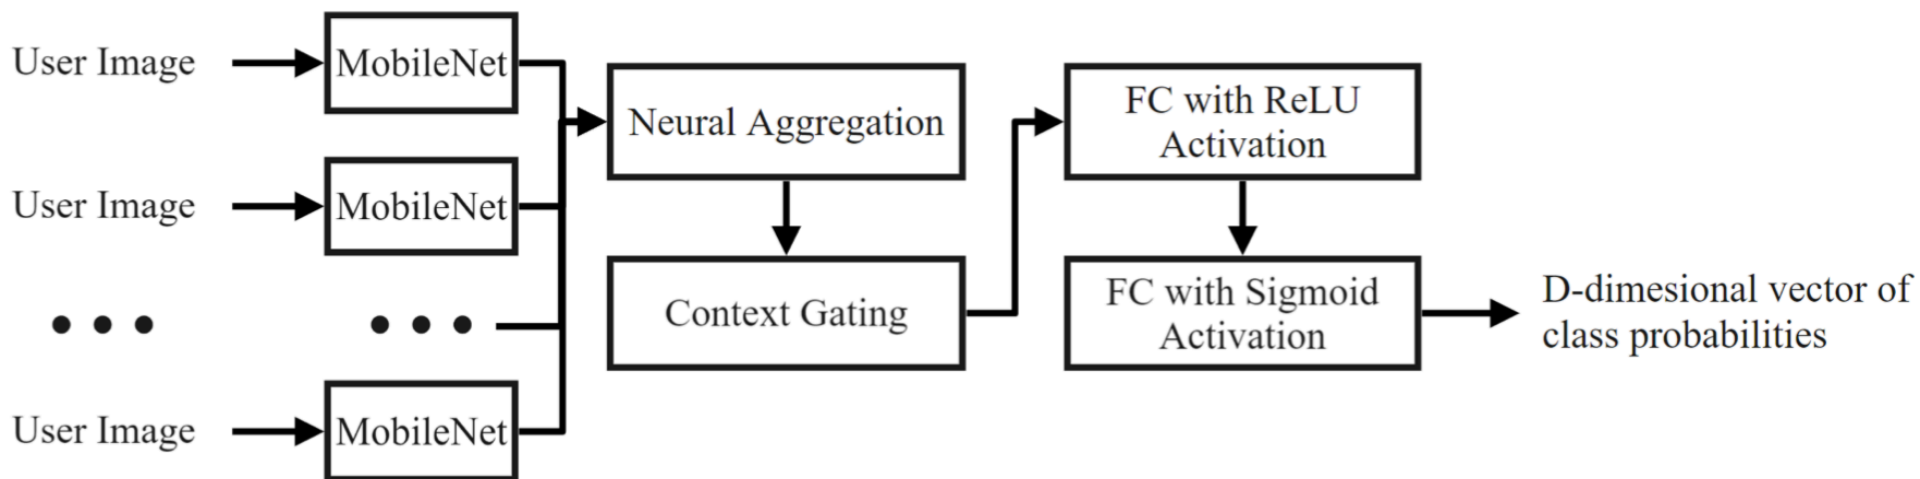 User Image
MobileNet
User Image
MobileNet
User Image
MobileNet
Neural Aggregation
Context Gating
FC with ReLU
Activation
FC with Sigmoid
Activation
D-dimesional vector of
class probabilities